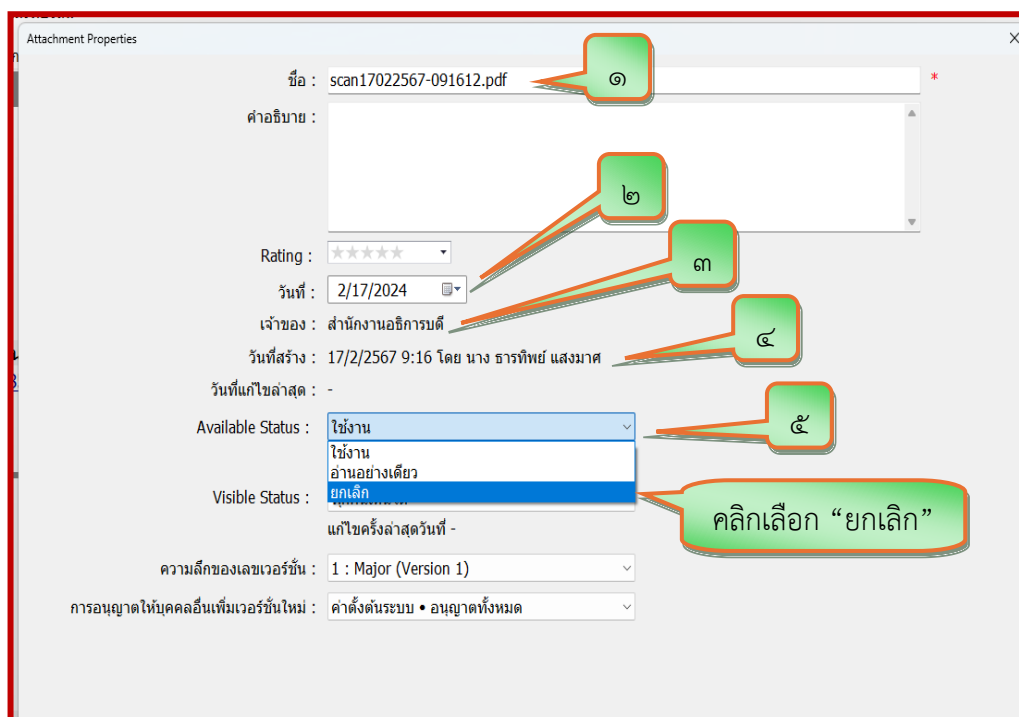 Attachment Properties
ชื่อ : scan17022567-091612.pdf * ๑
คำอธิบาย :
๒
Rating :
๓
วันที่ : 2/17/2024
เจ้าของ : สำนักงานอธิการบดี
๔
วันที่สร้าง : 17/2/2567 9:16 โดย นาง ธารทิพย์ แสงมาศ
วันที่แก้ไขล่าสุด : -
Available Status : ใช้งาน ๕
ใช้งาน
อ่านอย่างเดียว
ยกเลิก
Visible Status :
คลิกเลือก “ยกเลิก”
แก้ไขครั้งล่าสุดวันที่ -
ความลึกของเลขเวอร์ชั่น : 1 : Major (Version 1)
การอนุญาตให้บุคคลอื่นเพิ่มเวอร์ชั่นใหม่ : ค่าตั้งต้นระบบ • อนุญาตทั้งหมด